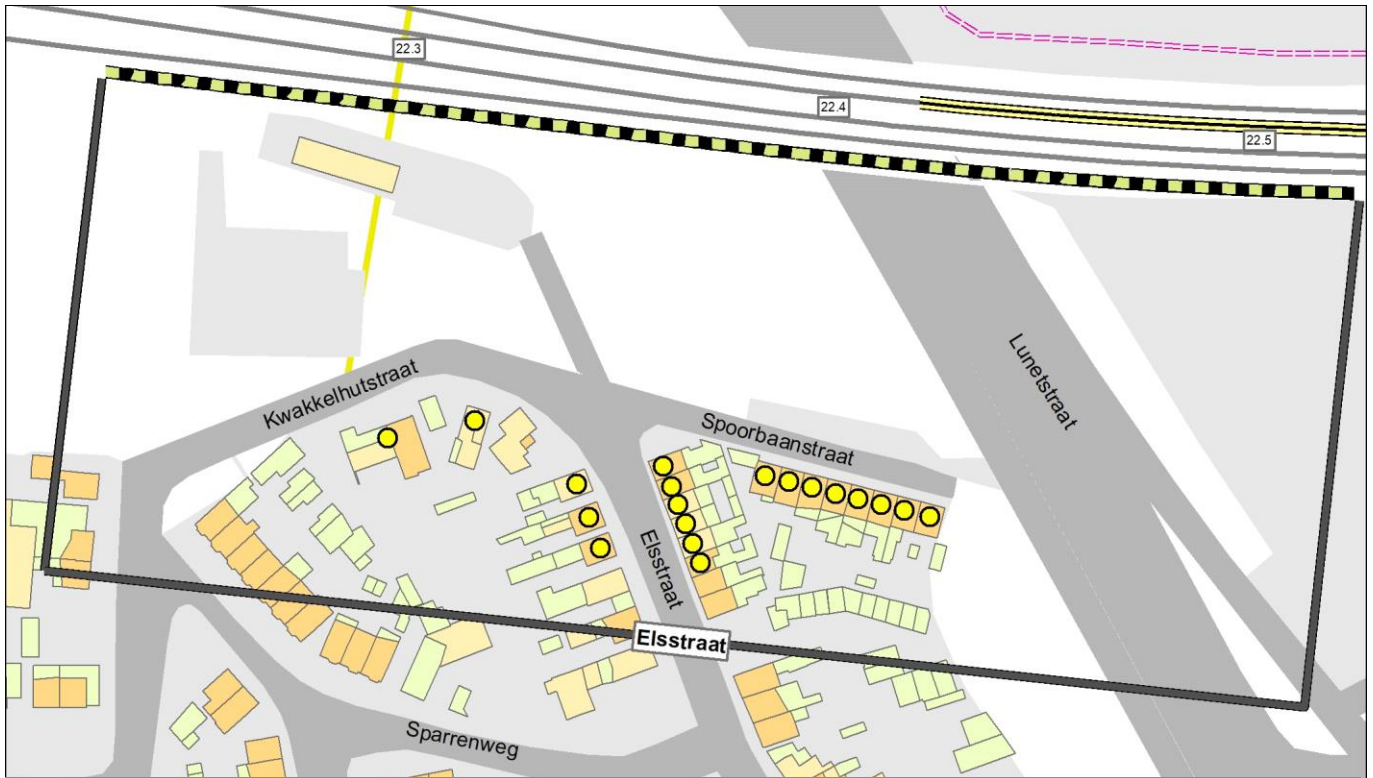 22.3
22.4
22.5
Kwakkelhutstraat
Spoorbaanstraat
Lunetstraat
Elsstraat
Elsstraat
Sparrenweg